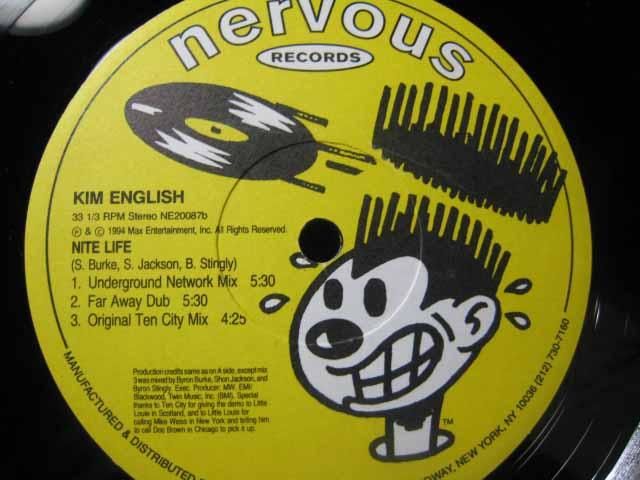 nervous
RECORDS
KIM ENGLISH
33 1/3 RPM Stereo NE20087b
℗ & © 1994 Max Entertainment, Inc. All Rights Reserved.
NITE LIFE
(S. Burke, S. Jackson, B. Stingly)
1. Underground Network Mix 5:30
2. Far Away Dub 5:30
3. Original Ten City Mix 4:25
Production credits same as on A side, except mix
3 was mixed by Byron Burke, Shon Jackson, and
Byron Stingly. Exec. Producer: MW. EMI/
Blackwood, Twin Music, Inc. (BMI). Special
thanks to Ten City for giving the demo to Little
Louie in Scotland, and to Little Louis for
calling Mike Weiss in New York and telling him
to call Doc Brown in Chicago to pick it up.
TM
MANUFACTURED & DISTRIBUTED
NEW YORK, NY 10036 (212) 730-7160